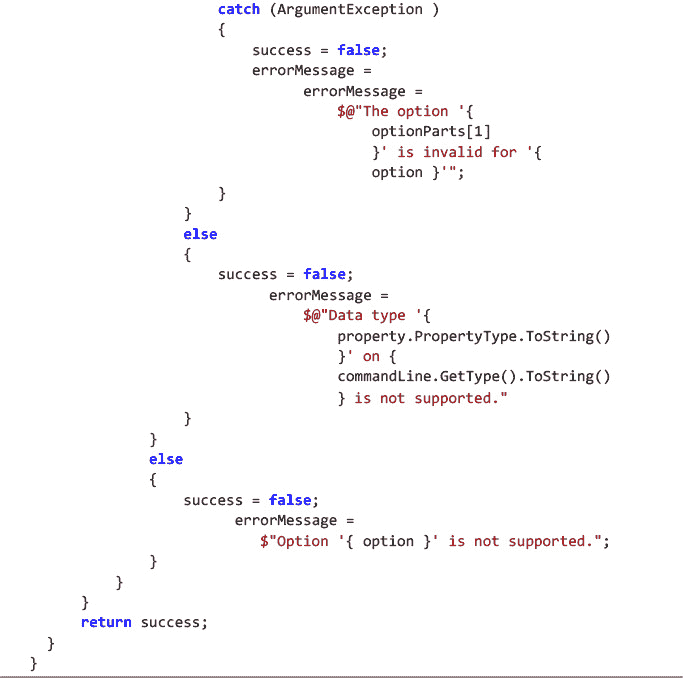 catch (ArgumentException )
{
success = false;
errorMessage =
errorMessage =
$@"The option '{
optionParts[1]
}' is invalid for '{
option }'";
}
}
else
{
success = false;
errorMessage =
$@"Data type '{
property.PropertyType.ToString()
}' on {
commandLine.GetType().ToString()
} is not supported."
}
}
else
{
success = false;
errorMessage =
$"Option '{ option }' is not supported.";
}
}
}
return success;
}
}